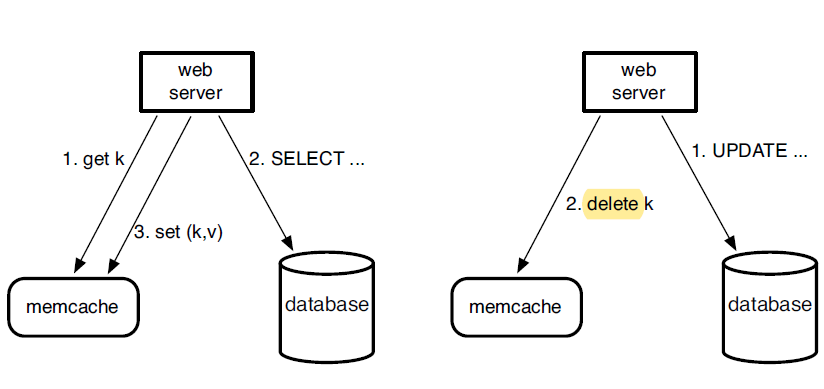 web
server
1. get k
2. SELECT ...
3. set (k,v)
memcache
database
web
server
1. UPDATE ...
2. delete k
memcache
database